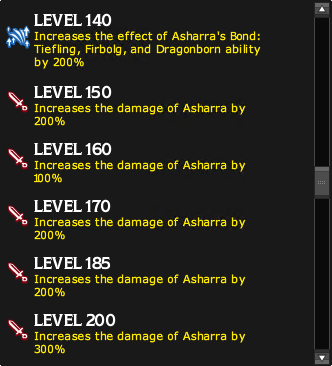 LEVEL 140
Increases the effect of Asharra's Bond:
Tiefling, Firbolg, and Dragonborn ability
by 200%
LEVEL 150
Increases the damage of Asharra by
200%
LEVEL 160
Increases the damage of Asharra by
100%
LEVEL 170
Increases the damage of Asharra by
200%
LEVEL 185
Increases the damage of Asharra by
200%
LEVEL 200
Increases the damage of Asharra by
300%